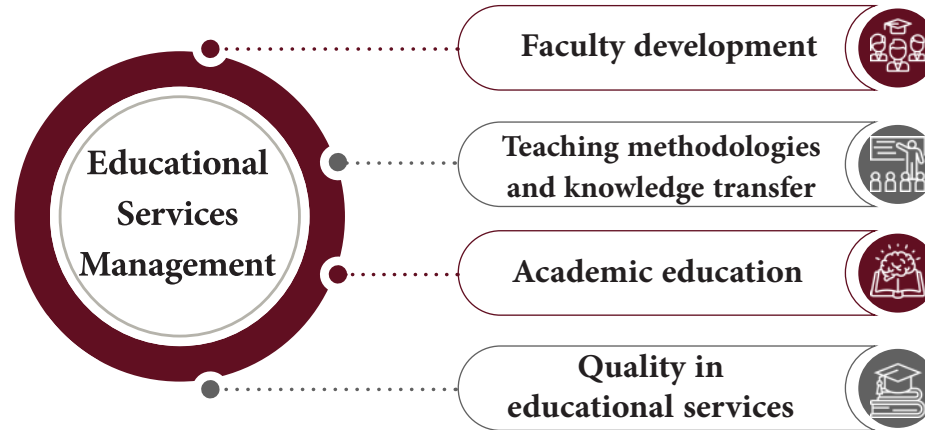 Educational
Services
Management
Faculty development
Teaching methodologies
and knowledge transfer
Academic education
Quality in
educational services